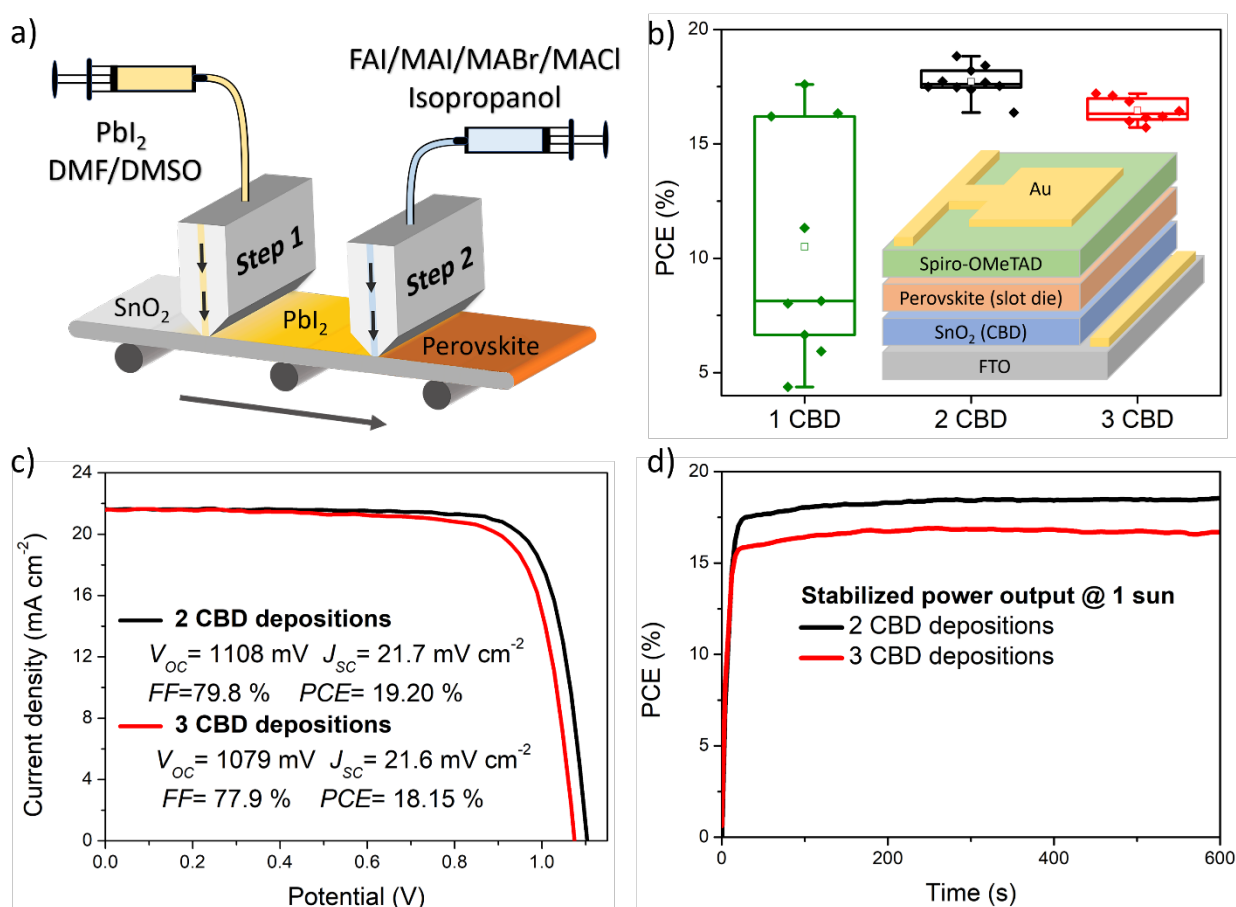 a)
PbI₂
DMF/DMSO
FAI/MAI/MABr/MACl
Isopropanol
Step 1
Step 2
SnO₂
PbI₂
Perovskite
b)
PCE (%)
20
15
10
5
1 CBD
2 CBD
3 CBD
Au
Spiro-OMeTAD
Perovskite (slot die)
SnO₂ (CBD)
FTO
c)
Current density (mA cm⁻²)
24
20
16
12
8
4
0
2 CBD depositions
V_OC= 1108 mV J_SC= 21.7 mV cm⁻²
FF=79.8 % PCE= 19.20 %
3 CBD depositions
V_OC= 1079 mV J_SC= 21.6 mV cm⁻²
FF= 77.9 % PCE= 18.15 %
0.0 0.2 0.4 0.6 0.8 1.0
Potential (V)
d)
PCE (%)
20
15
10
5
0
Stabilized power output @ 1 sun
2 CBD depositions
3 CBD depositions
0 200 400 600
Time (s)